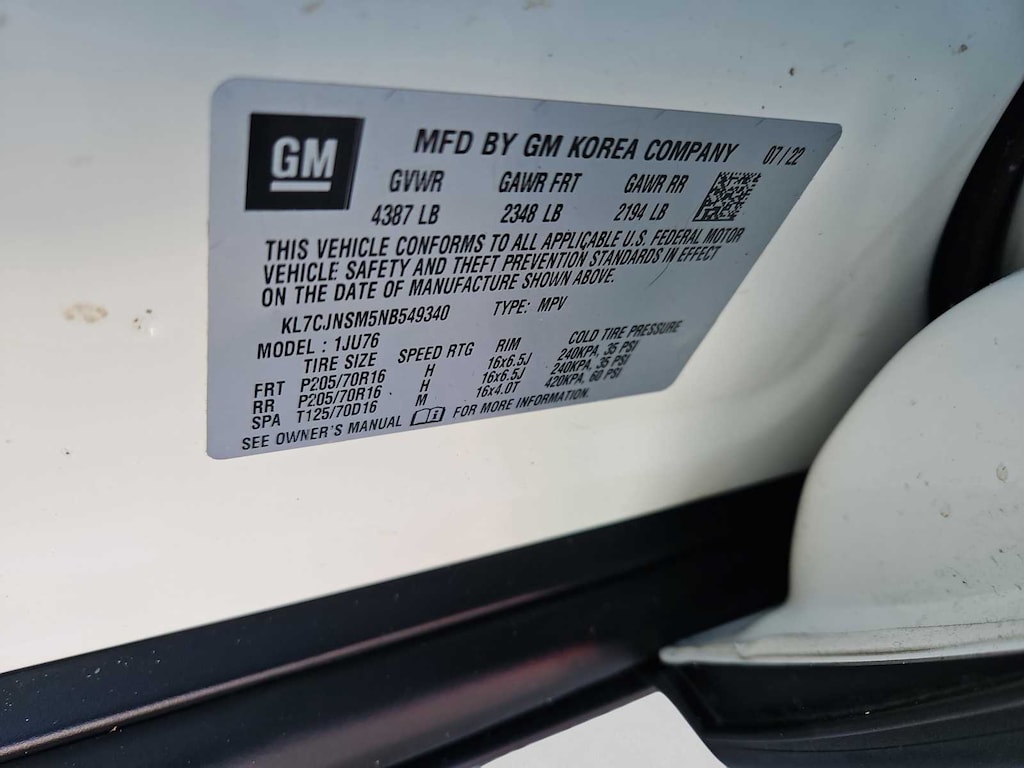 GM
MFD BY GM KOREA COMPANY 07/22
GVWR GAWR FRT GAWR RR
4387 LB 2348 LB 2194 LB
THIS VEHICLE CONFORMS TO ALL APPLICABLE U.S. FEDERAL MOTOR
VEHICLE SAFETY AND THEFT PREVENTION STANDARDS IN EFFECT
ON THE DATE OF MANUFACTURE SHOWN ABOVE.
KL7CJNSM5NB549340 TYPE: MPV
MODEL : 1JU76
TIRE SIZE SPEED RTG RIM COLD TIRE PRESSURE
FRT P205/70R16 H 16x6.5J 240KPA, 35 PSI
RR P205/70R16 H 16x6.5J 240KPA, 35 PSI
SPA T125/70D16 M 16x4.0T 420KPA, 60 PSI
SEE OWNER'S MANUAL FOR MORE INFORMATION.